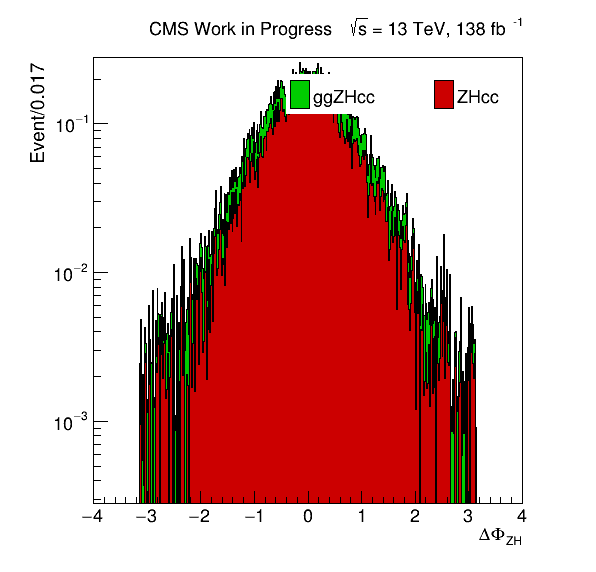 CMS Work in Progress √s = 13 TeV, 138 fb⁻¹
Event/0.017
ggZHcc ZHcc
10⁻¹
10⁻²
10⁻³
−4 −3 −2 −1 0 1 2 3 4
ΔΦ_ZH